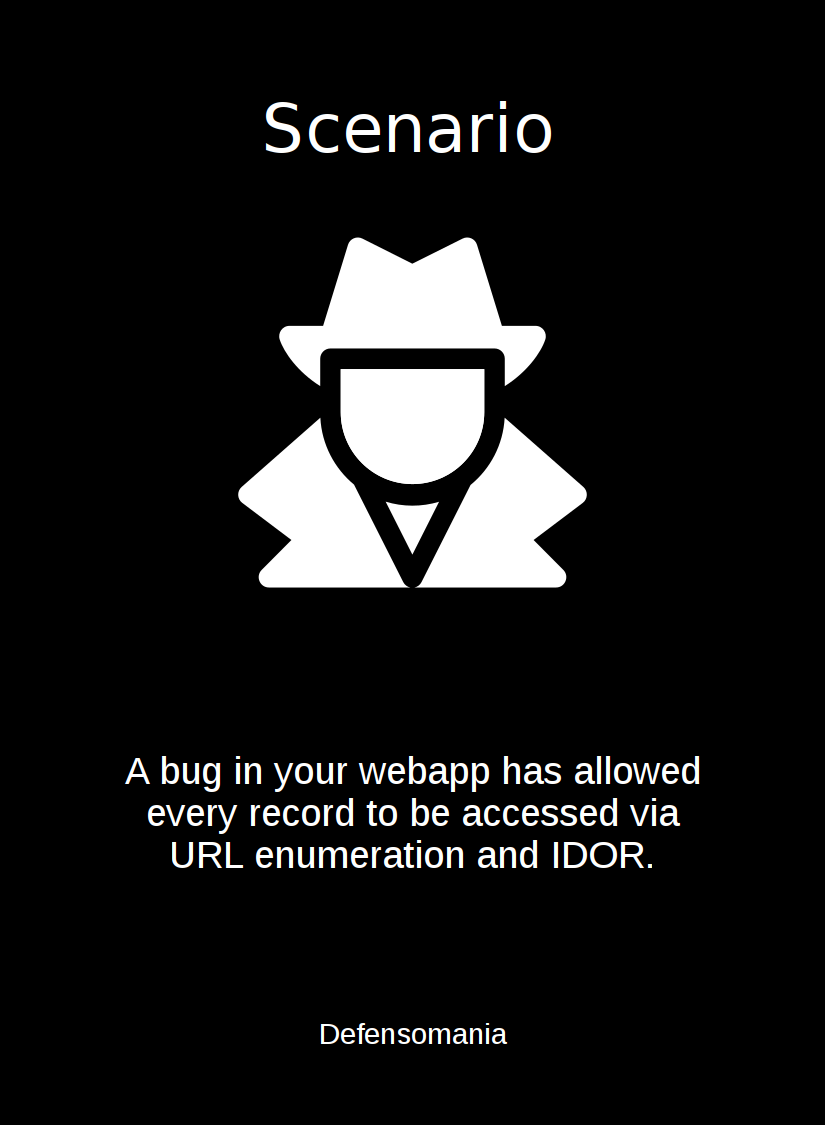 Scenario
A bug in your webapp has allowed
every record to be accessed via
URL enumeration and IDOR.
Defensomania